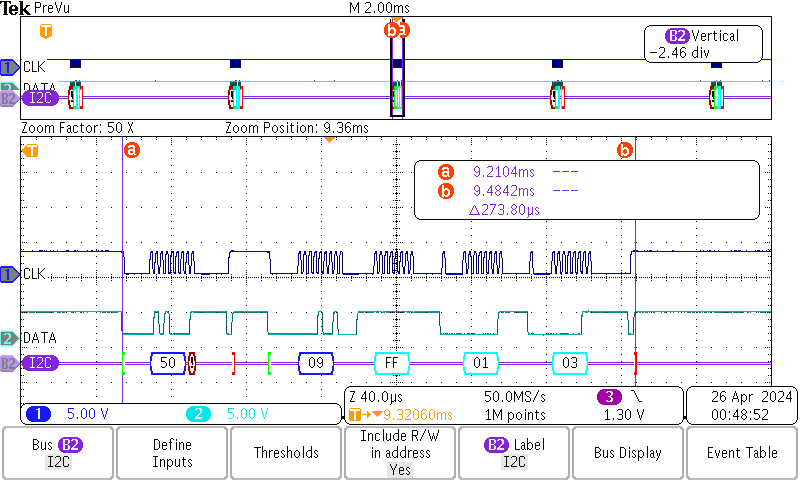 Tek PreVu M 2.00ms
T
b a
B2 Vertical
-2.46 div
1 CLK
2 DATA
B2 I2C
Zoom Factor: 50 X Zoom Position: 9.36ms
T a b
a 9.2104ms ---
b 9.4842ms ---
Δ273.80µs
1 CLK
2 DATA
B2 I2C 50 ! 09 FF 01 03
1 5.00 V 2 5.00 V
Z 40.0µs 50.0MS/s 3
T→▼9.32060ms 1M points 1.30 V
26 Apr 2024
00:48:52
Bus B2
I2C
Define
Inputs
Thresholds
Include R/W
in address
Yes
B2 Label
I2C
Bus Display
Event Table